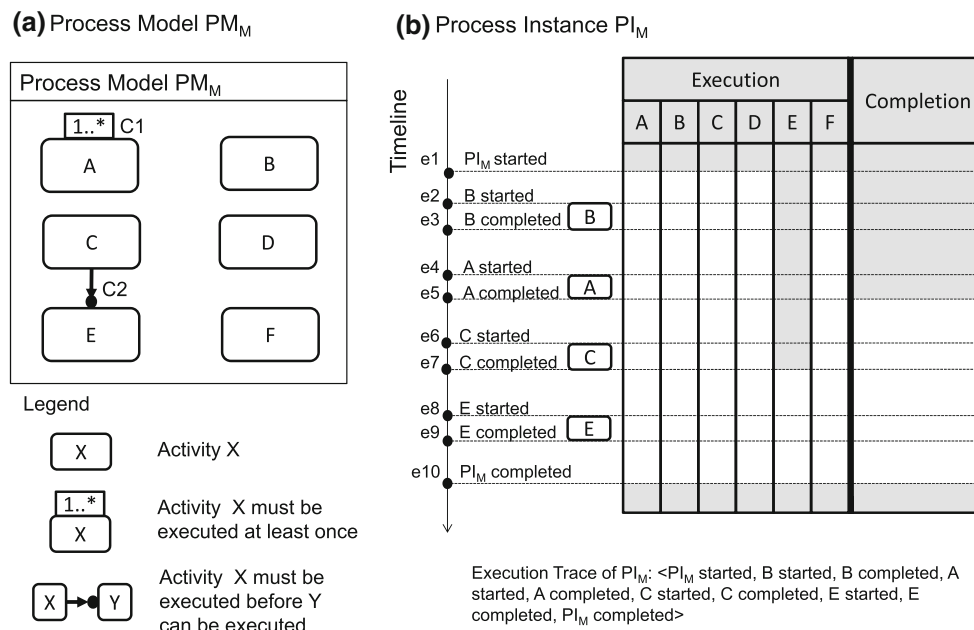 (a) Process Model PM_M
Process Model PM_M
1..* C1
A
B
C
D
C2
E
F
Legend
X
Activity X
1..*
X
Activity X must be
executed at least once
X Y
Activity X must be
executed before Y
can be executed
(b) Process Instance PI_M
Timeline
Execution
Completion
A B C D E F
e1 PI_M started
e2 B started
e3 B completed
B
e4 A started
e5 A completed
A
e6 C started
e7 C completed
C
e8 E started
e9 E completed
E
e10 PI_M completed
Execution Trace of PI_M: <PI_M started, B started, B completed, A
started, A completed, C started, C completed, E started, E
completed, PI_M completed>